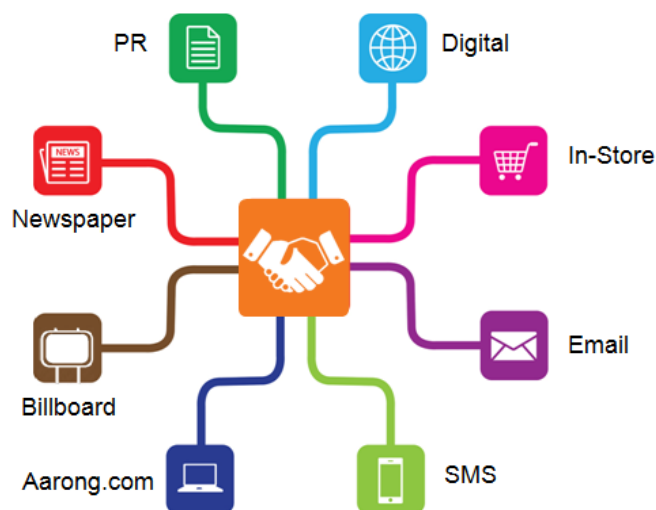 PR
Digital
NEWS
In-Store
Newspaper
Email
Billboard
Aarong.com
SMS